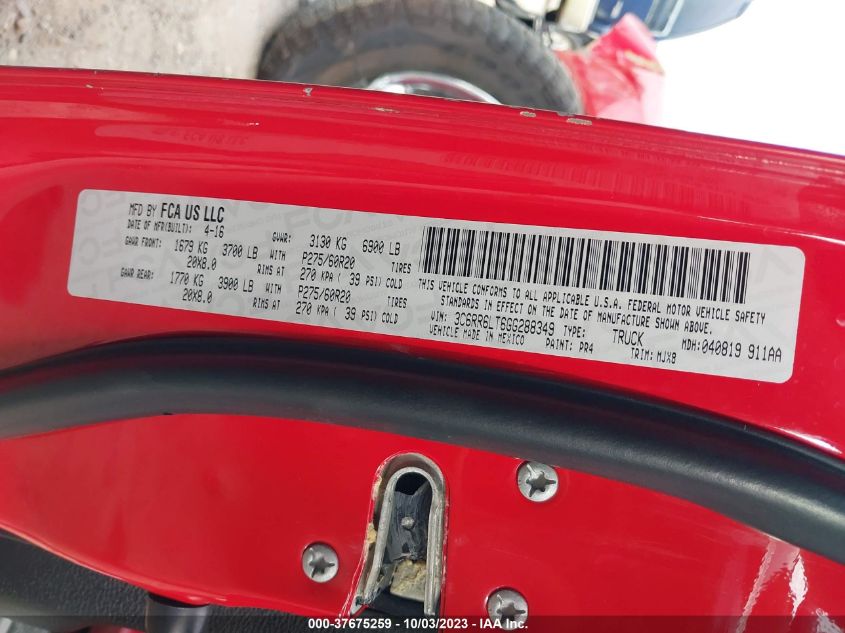 MFD BY FCA US LLC
DATE OF MFR(BUILT): 4-16 GVWR: 3130 KG 6900 LB
GAWR FRONT: 1679 KG 3700 LB WITH P275/60R20 TIRES
20X8.0 RIMS AT 270 KPA ( 39 PSI) COLD
GAWR REAR: 1770 KG 3900 LB WITH P275/60R20 TIRES
20X8.0 RIMS AT 270 KPA ( 39 PSI) COLD
THIS VEHICLE CONFORMS TO ALL APPLICABLE U.S.A. FEDERAL MOTOR VEHICLE SAFETY
STANDARDS IN EFFECT ON THE DATE OF MANUFACTURE SHOWN ABOVE.
VIN: 3C6RR6LT6GG288349 TYPE: TRUCK MDH:040819 911AA
VEHICLE MADE IN MEXICO PAINT: PR4 TRIM: MJX8
000-37675259 - 10/03/2023 - IAA Inc.